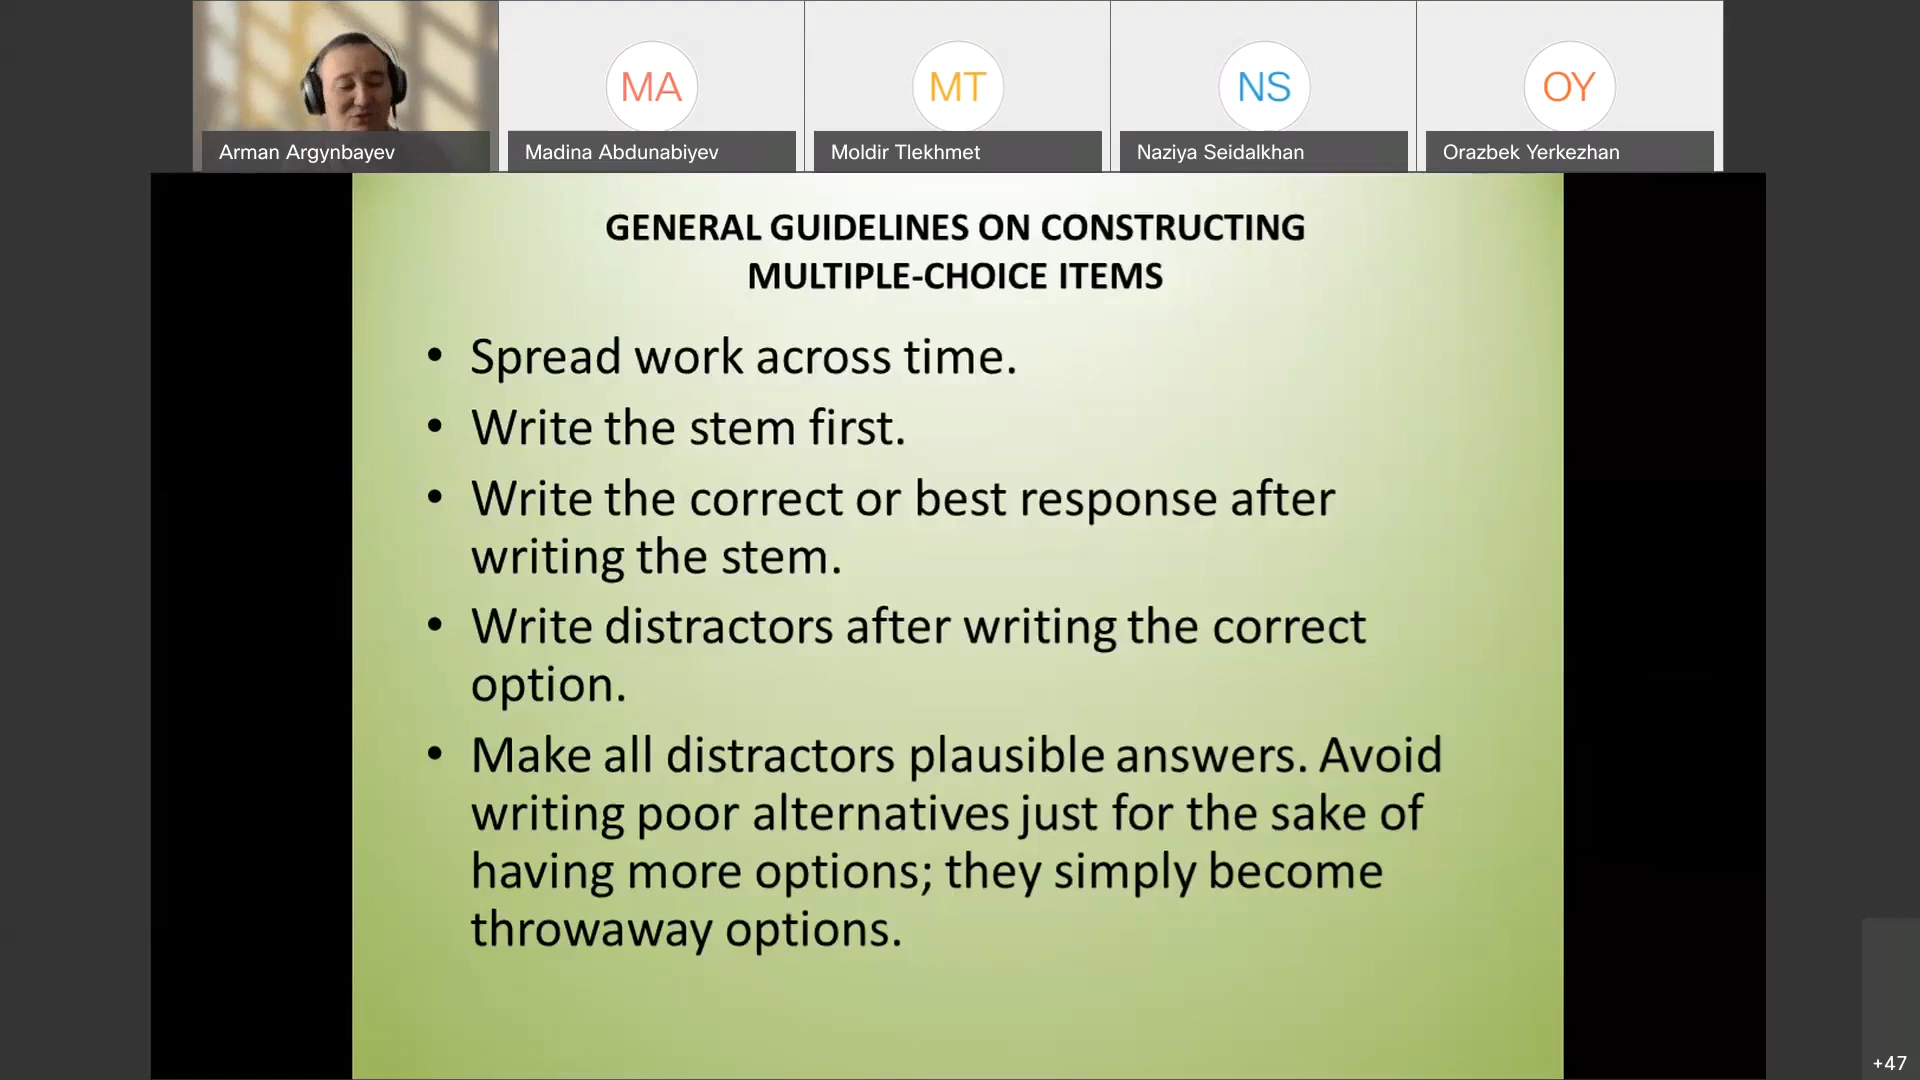 MA
MT
NS
OY
Arman Argynbayev
Madina Abdunabiyev
Moldir Tlekhmet
Naziya Seidalkhan
Orazbek Yerkezhan
GENERAL GUIDELINES ON CONSTRUCTING
MULTIPLE-CHOICE ITEMS
• Spread work across time.
• Write the stem first.
• Write the correct or best response after
writing the stem.
• Write distractors after writing the correct
option.
• Make all distractors plausible answers. Avoid
writing poor alternatives just for the sake of
having more options; they simply become
throwaway options.
+47